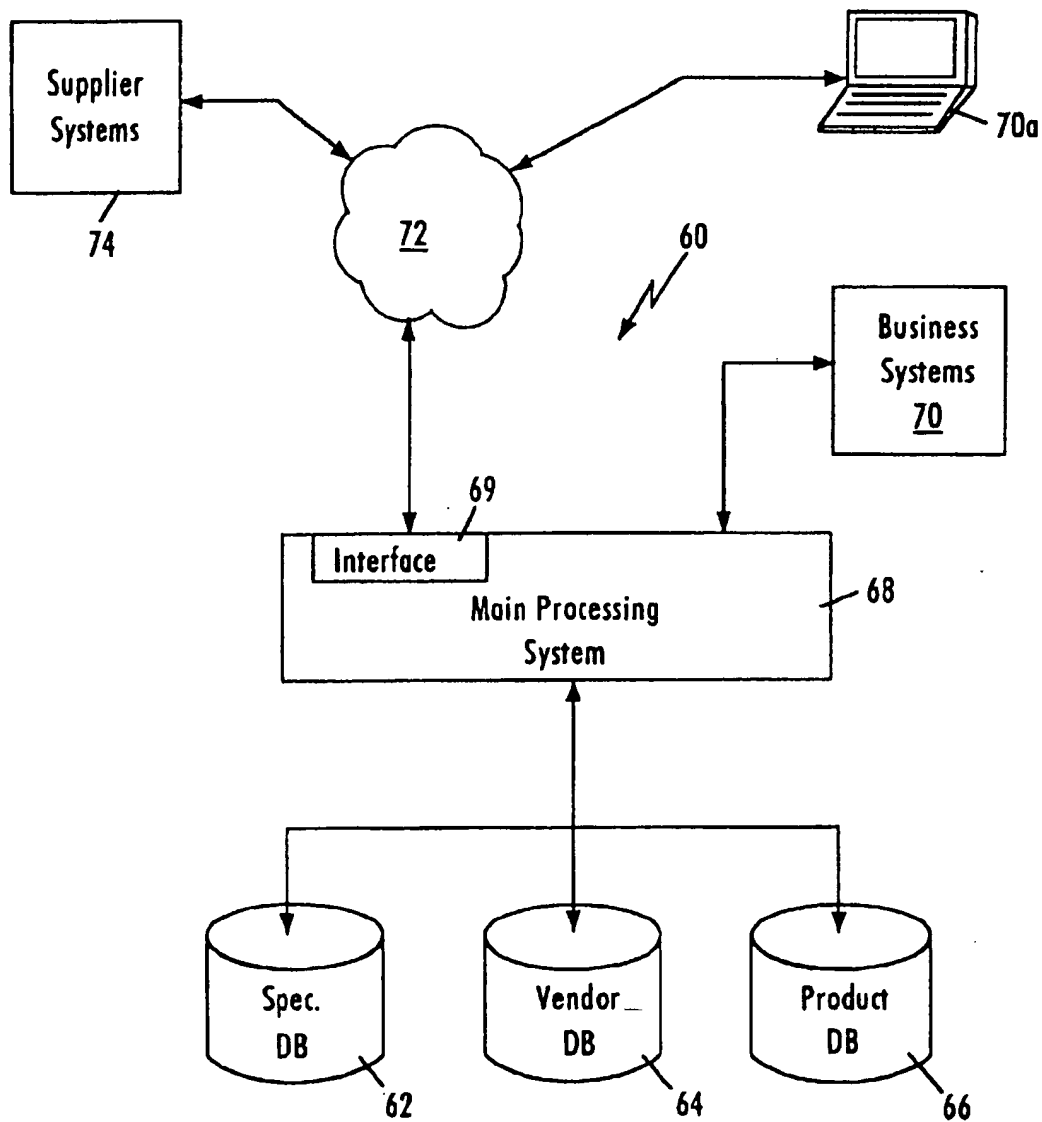 Supplier
Systems
74
70a
72
60
Business
Systems
70
69
Interface
Main Processing
System
68
Spec.
DB
62
Vendor
DB
64
Product
DB
66